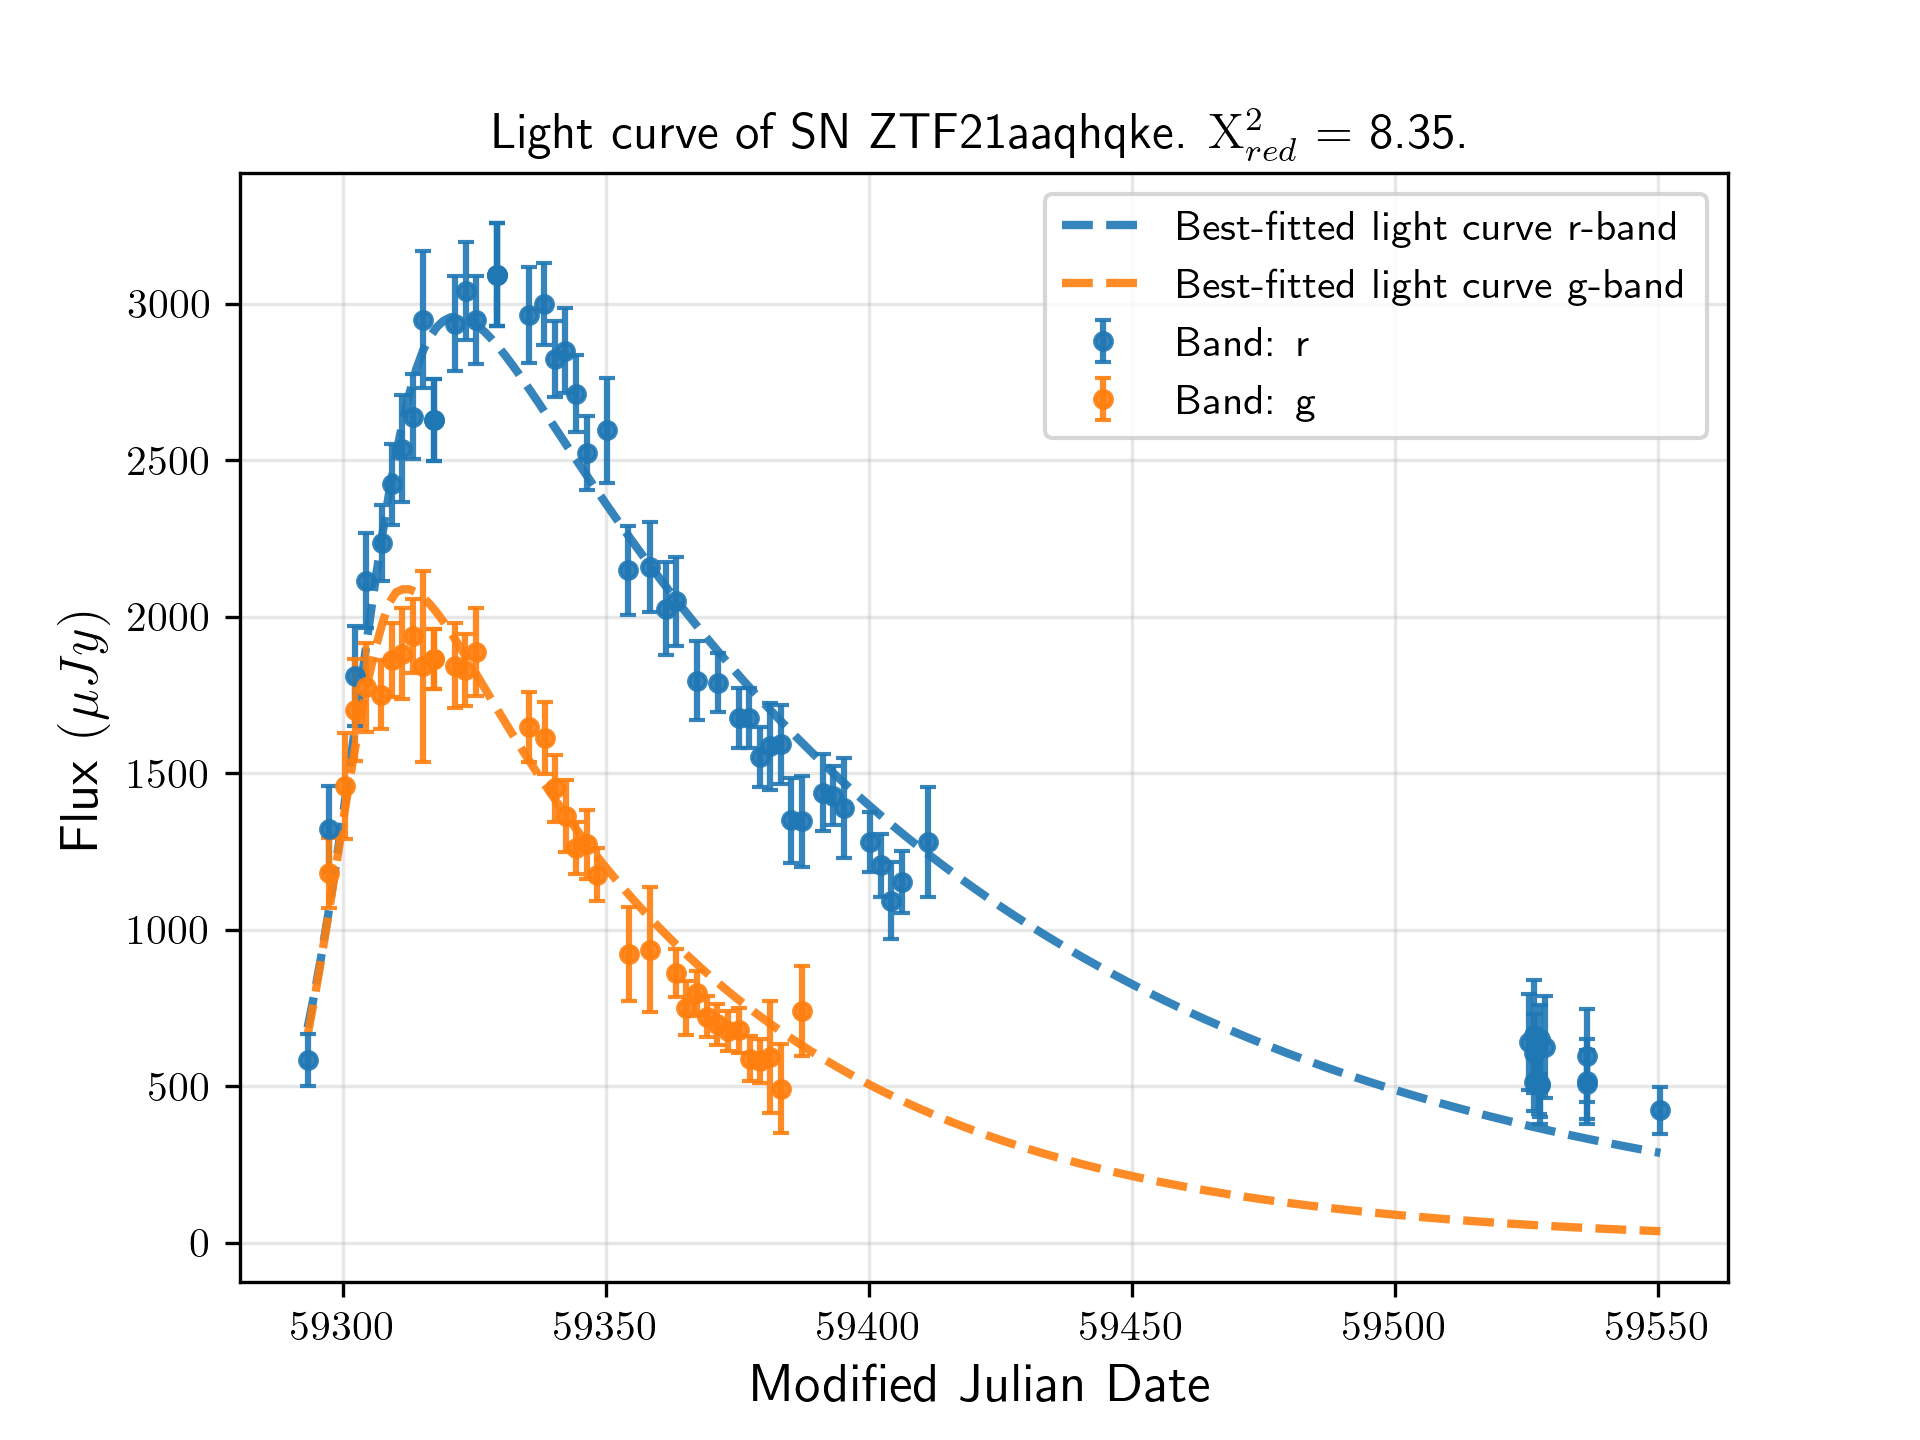 Light curve of SN ZTF21aaqhqke. X²_red = 8.35.
Best-fitted light curve r-band
Best-fitted light curve g-band
Band: r
Band: g
Flux (μJy)
3000
2500
2000
1500
1000
500
0
59300 59350 59400 59450 59500 59550
Modified Julian Date